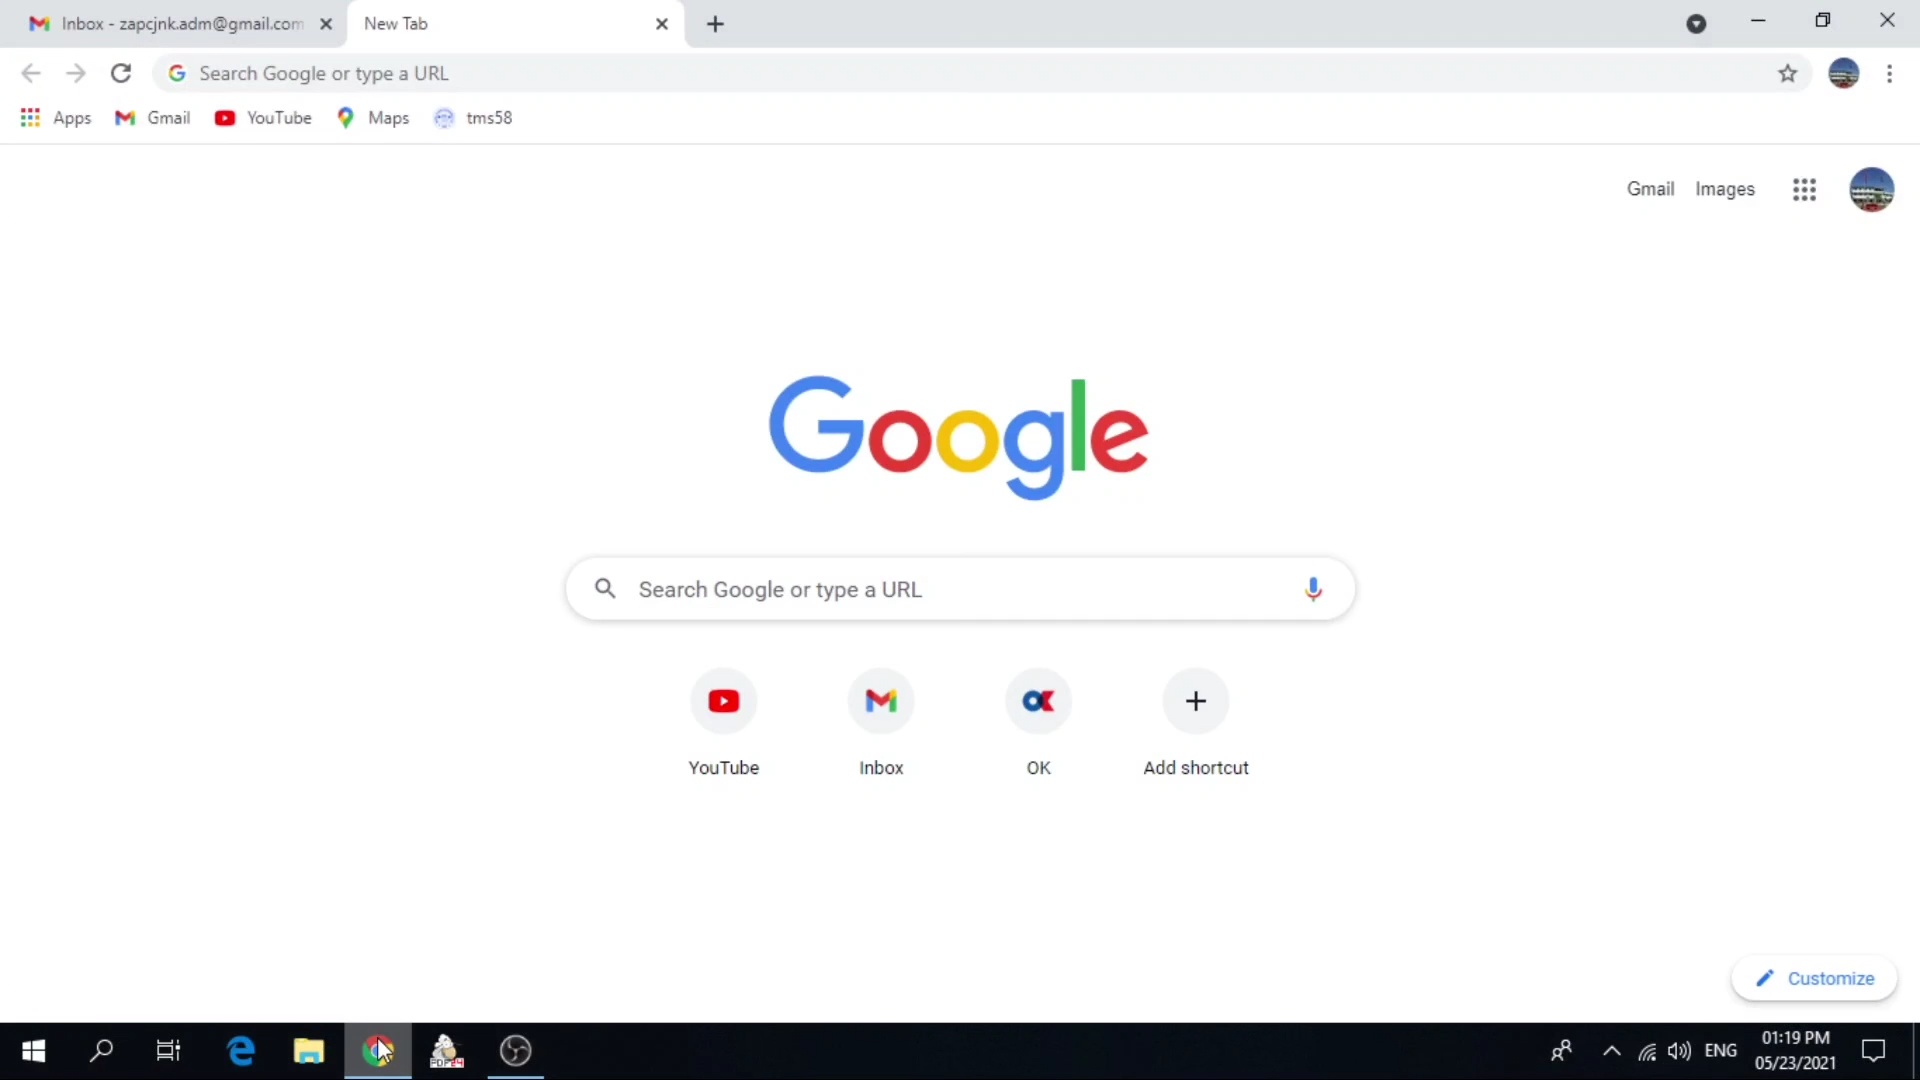 Inbox - zapcjnk.adm@gmail.com
New Tab
Search Google or type a URL
Apps
Gmail
YouTube
Maps
tms58
Gmail
Images
Google
Search Google or type a URL
YouTube
Inbox
OK
Add shortcut
Customize
PDF24
ENG
01:19 PM
05/23/2021